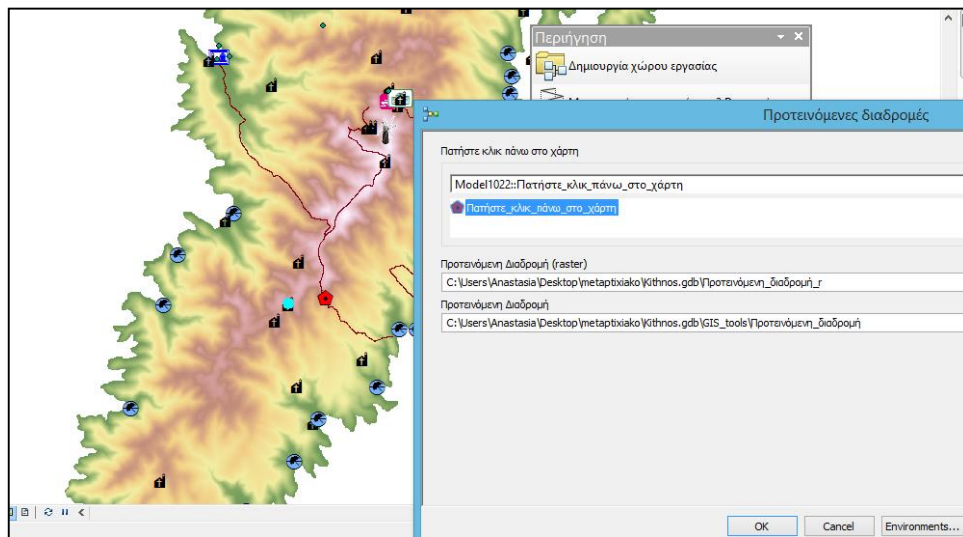 Περιήγηση
Δημιουργία χώρου εργασίας
Προτεινόμενες διαδρομές
Πατήστε κλικ πάνω στο χάρτη
Model1022::Πατήστε_κλικ_πάνω_στο_χάρτη
Πατήστε_κλικ_πάνω_στο_χάρτη
Προτεινόμενη Διαδρομή (raster)
C:\Users\Anastasia\Desktop\metaptixiako\Kithnos.gdb\Προτεινόμενη_διαδρομή_r
Προτεινόμενη Διαδρομή
C:\Users\Anastasia\Desktop\metaptixiako\Kithnos.gdb\GIS_tools\Προτεινόμενη_διαδρομή
OK
Cancel
Environments...